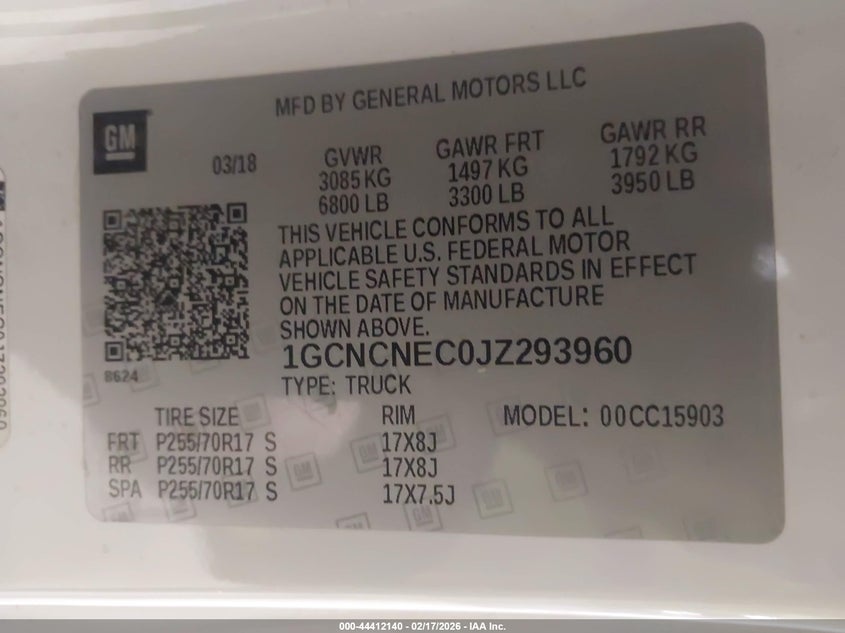 MFD BY GENERAL MOTORS LLC
GM
03/18
GVWR
3085 KG
6800 LB
GAWR FRT
1497 KG
3300 LB
GAWR RR
1792 KG
3950 LB
THIS VEHICLE CONFORMS TO ALL
APPLICABLE U.S. FEDERAL MOTOR
VEHICLE SAFETY STANDARDS IN EFFECT
ON THE DATE OF MANUFACTURE
SHOWN ABOVE.
8624
1GCNCNEC0JZ293960
TYPE: TRUCK
TIRE SIZE RIM MODEL: 00CC15903
FRT P255/70R17 S 17X8J
RR P255/70R17 S 17X8J
SPA P255/70R17 S 17X7.5J
000-44412140 - 02/17/2026 - IAA Inc.